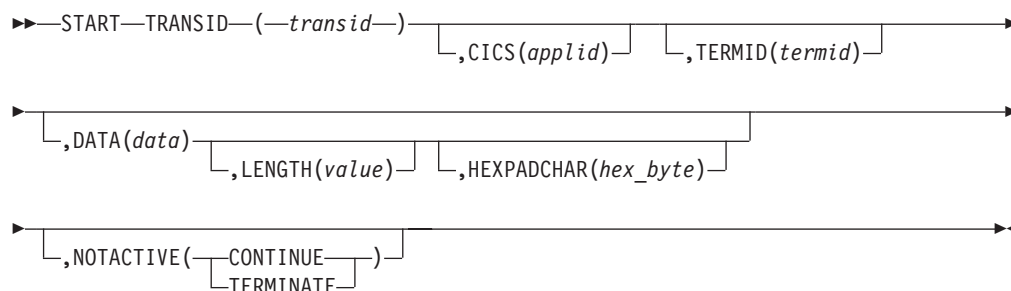 START TRANSID ( transid )
,CICS(applid) ,TERMID(termid)
,DATA(data)
,LENGTH(value) ,HEXPADCHAR(hex_byte)
,NOTACTIVE( CONTINUE )
TERMINATE